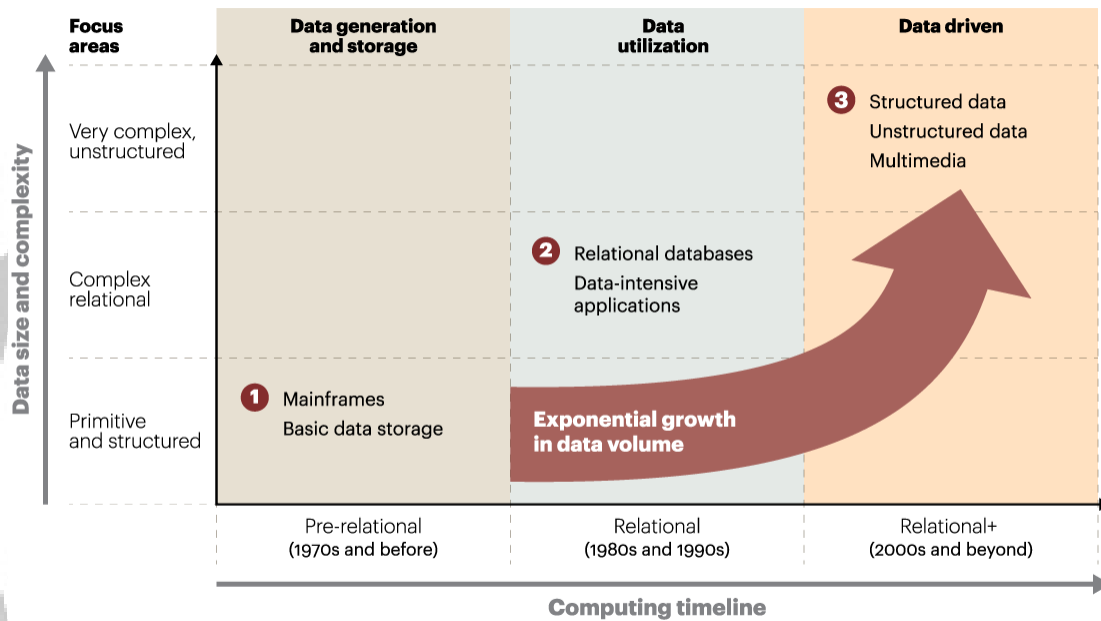 Focus
areas
Data generation
and storage
Data
utilization
Data driven
Data size and complexity
Very complex,
unstructured
3
Structured data
Unstructured data
Multimedia
Complex
relational
2
Relational databases
Data-intensive
applications
Primitive
and structured
1
Mainframes
Basic data storage
Exponential growth
in data volume
Pre-relational
(1970s and before)
Relational
(1980s and 1990s)
Relational+
(2000s and beyond)
Computing timeline